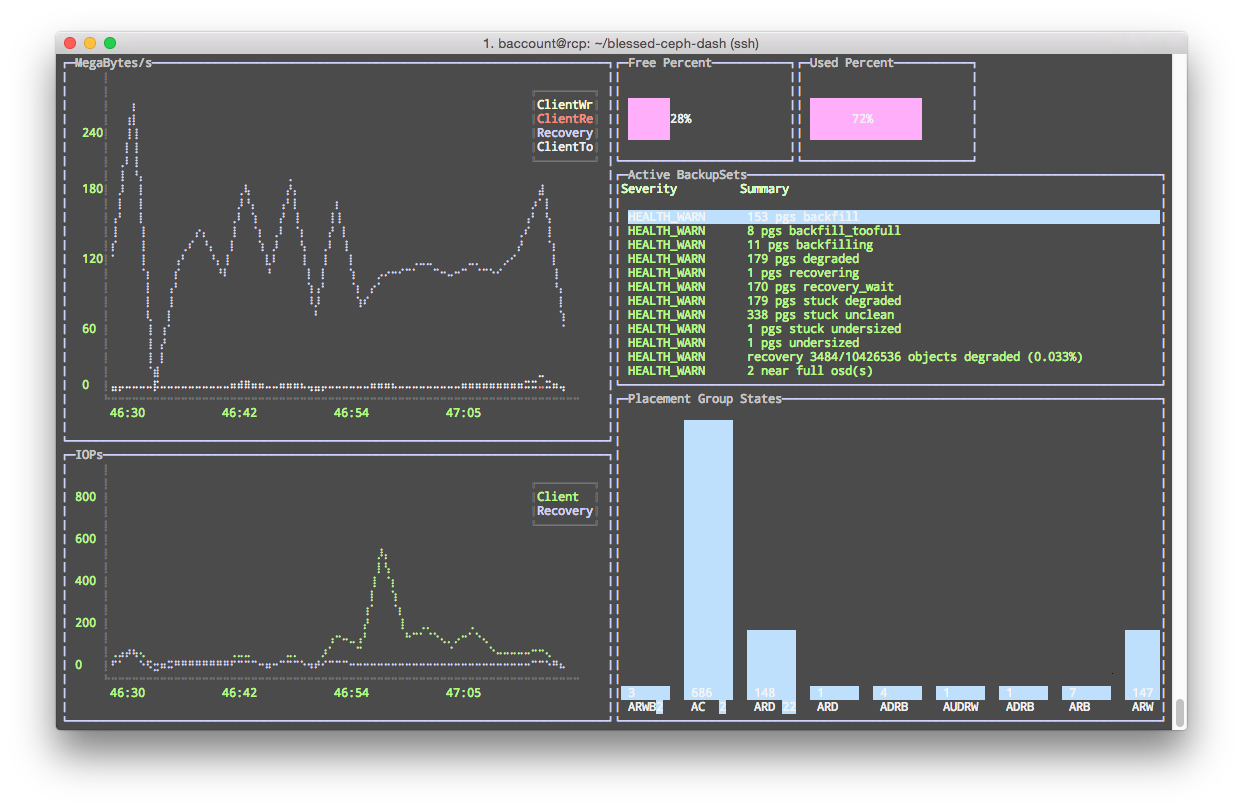 1. baccount@rcp: ~/blessed-ceph-dash (ssh)
MegaBytes/s
ClientWr
ClientRe
Recovery
ClientTo
240
180
120
60
0
46:30 46:42 46:54 47:05
IOPs
Client
Recovery
800
600
400
200
0
46:30 46:42 46:54 47:05
Free Percent
28%
Used Percent
72%
Active BackupSets
Severity Summary
HEALTH_WARN 153 pgs backfill
HEALTH_WARN 8 pgs backfill_toofull
HEALTH_WARN 11 pgs backfilling
HEALTH_WARN 179 pgs degraded
HEALTH_WARN 1 pgs recovering
HEALTH_WARN 170 pgs recovery_wait
HEALTH_WARN 179 pgs stuck degraded
HEALTH_WARN 338 pgs stuck unclean
HEALTH_WARN 1 pgs stuck undersized
HEALTH_WARN 1 pgs undersized
HEALTH_WARN recovery 3484/10426536 objects degraded (0.033%)
HEALTH_WARN 2 near full osd(s)
Placement Group States
3 686 148 1 4 1 1 7 147
ARWB2 AC 2 ARD 22 ARD ADRB AUDRW ADRB ARB ARW